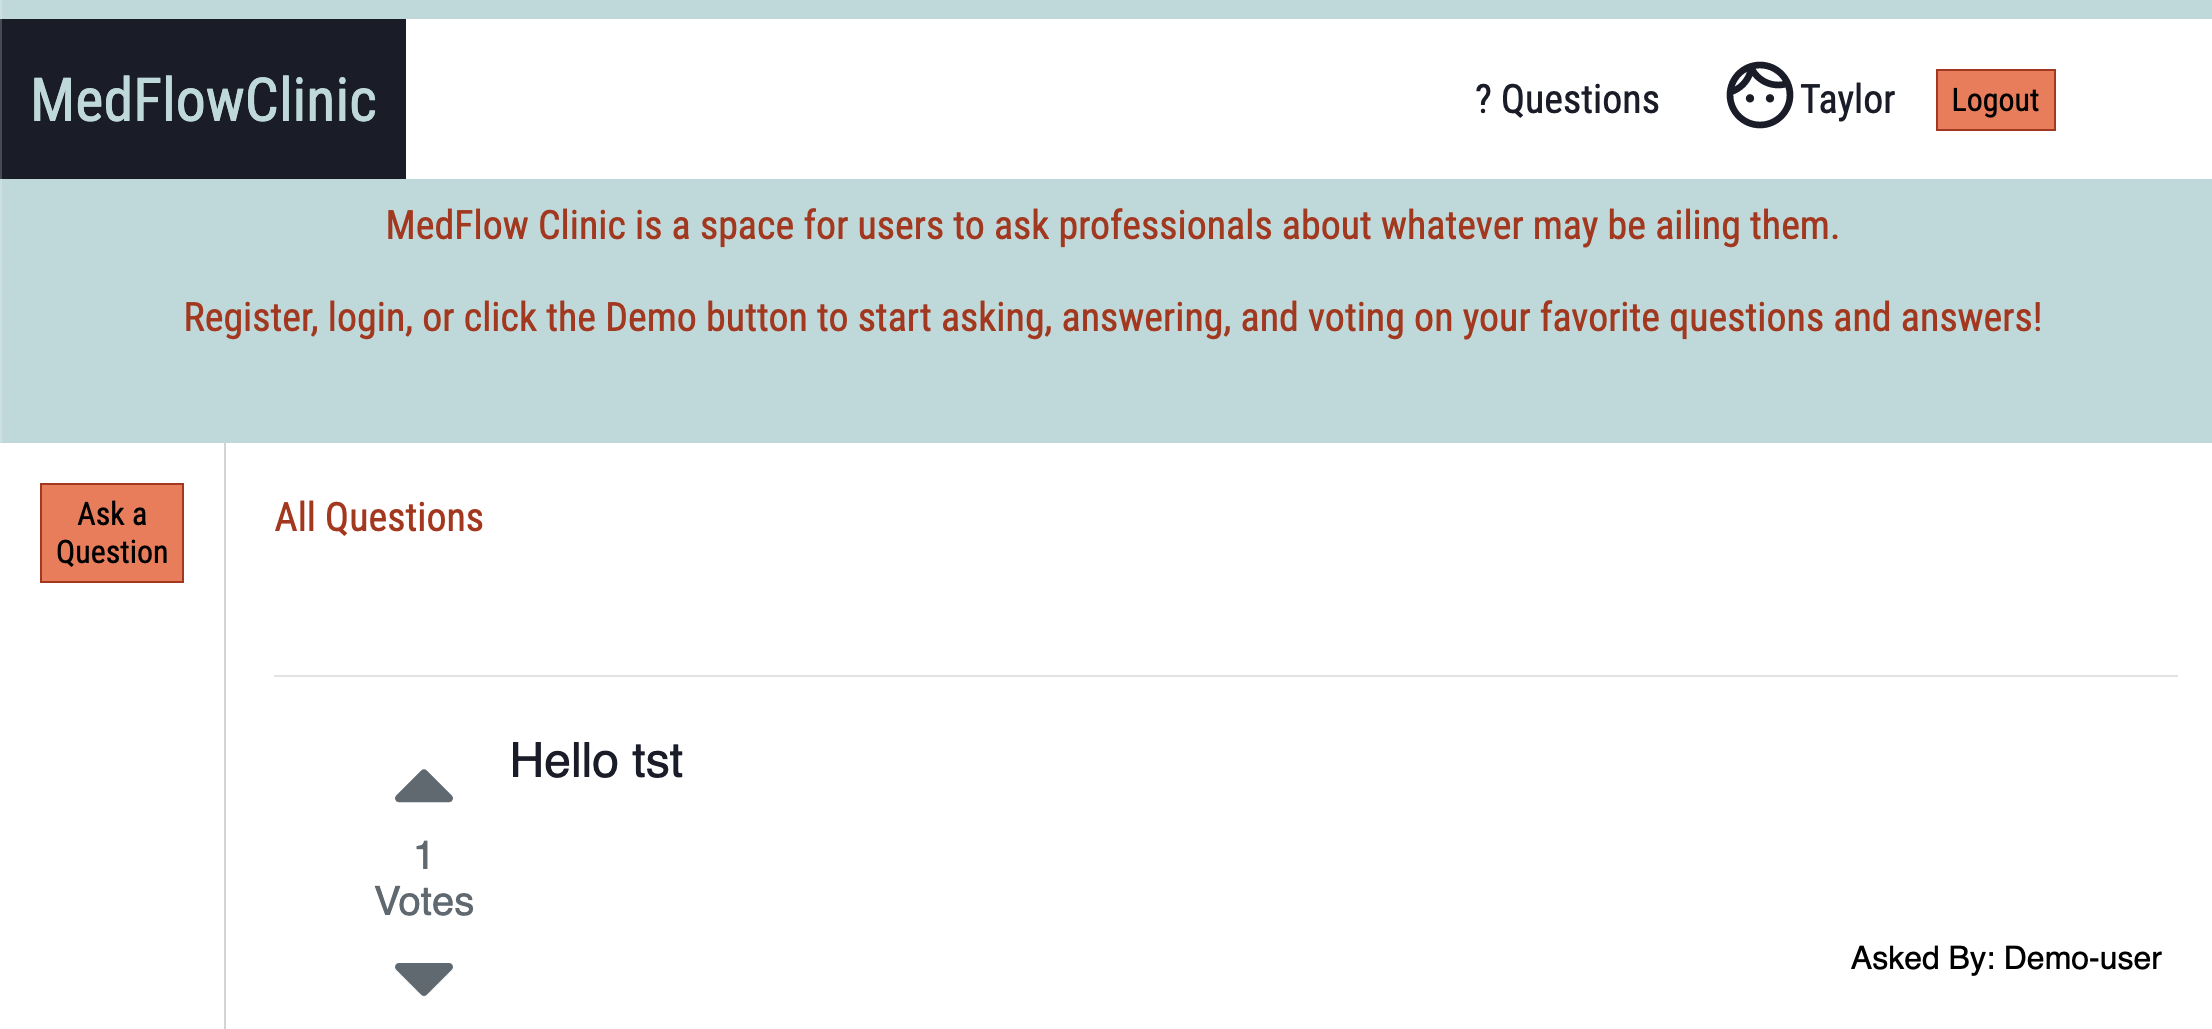 MedFlowClinic
? Questions
Taylor
Logout
MedFlow Clinic is a space for users to ask professionals about whatever may be ailing them.
Register, login, or click the Demo button to start asking, answering, and voting on your favorite questions and answers!
Ask a
Question
All Questions
Hello tst
1
Votes
Asked By: Demo-user